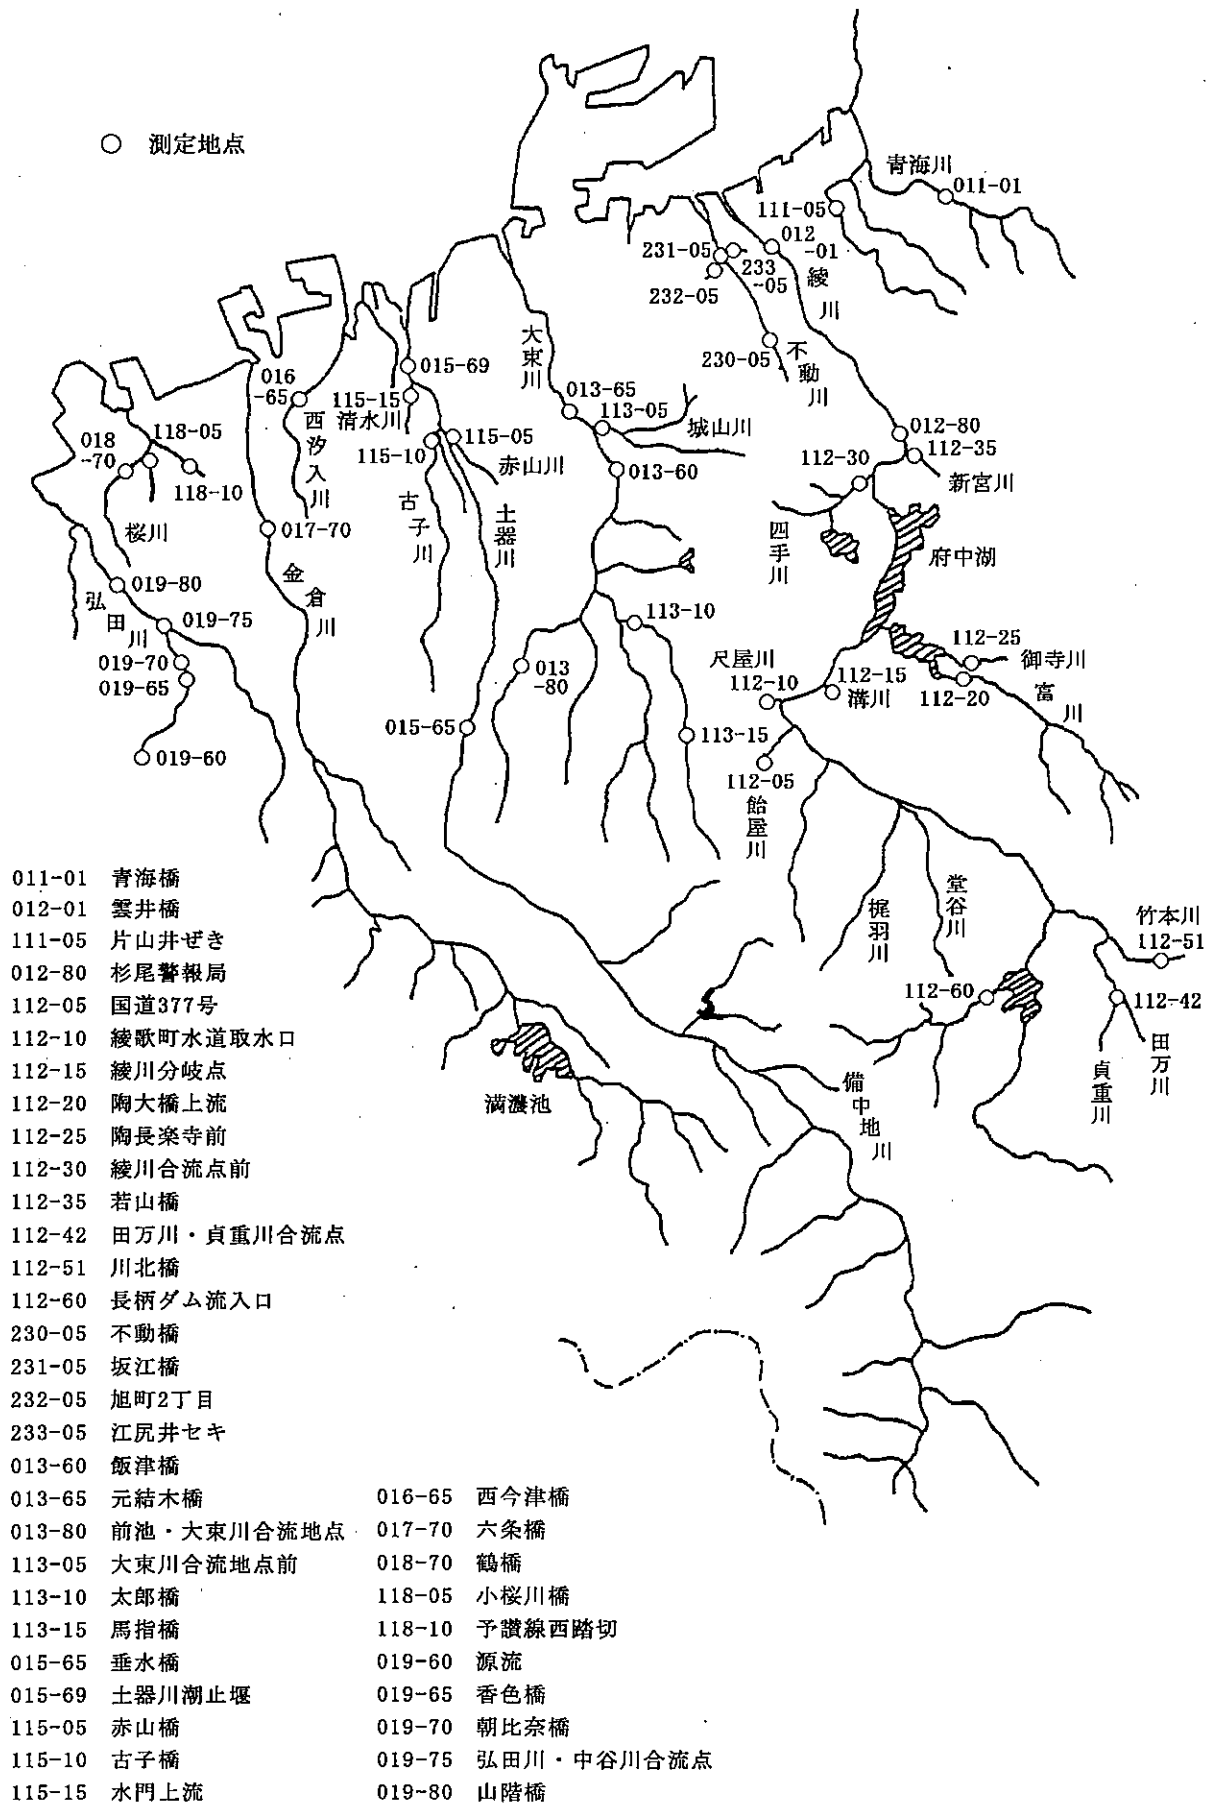 ○ 測定地点
青海川
011-01
111-05
012
-01
綾川
231-05
233
-05
232-05
230-05
不動川
大束川
013-65
113-05
城山川
013-60
012-80
112-35
新宮川
112-30
四手川
府中湖
016
-65
西汐入川
015-69
115-15
清水川
115-05
赤山川
115-10
古子川
土器川
018
-70
118-05
118-10
桜川
017-70
金倉川
019-80
弘田川
019-75
019-70
019-65
019-60
113-10
013
-80
015-65
113-15
尺屋川
112-10
112-15
溝川
112-25
御寺川
112-20
富川
112-05
飴屋川
梶羽川
堂谷川
竹本川
112-51
112-60
112-42
田万川
貞重川
満濃池
備中地川
011-01 青海橋
012-01 雲井橋
111-05 片山井ぜき
012-80 杉尾警報局
112-05 国道377号
112-10 綾歌町水道取水口
112-15 綾川分岐点
112-20 陶大橋上流
112-25 陶長楽寺前
112-30 綾川合流点前
112-35 若山橋
112-42 田万川・貞重川合流点
112-51 川北橋
112-60 長柄ダム流入口
230-05 不動橋
231-05 坂江橋
232-05 旭町2丁目
233-05 江尻井セキ
013-60 飯津橋
013-65 元結木橋
013-80 前池・大束川合流地点
113-05 大束川合流地点前
113-10 太郎橋
113-15 馬指橋
015-65 垂水橋
015-69 土器川潮止堰
115-05 赤山橋
115-10 古子橋
115-15 水門上流
016-65 西今津橋
017-70 六条橋
018-70 鶴橋
118-05 小桜川橋
118-10 予讃線西踏切
019-60 源流
019-65 香色橋
019-70 朝比奈橋
019-75 弘田川・中谷川合流点
019-80 山階橋